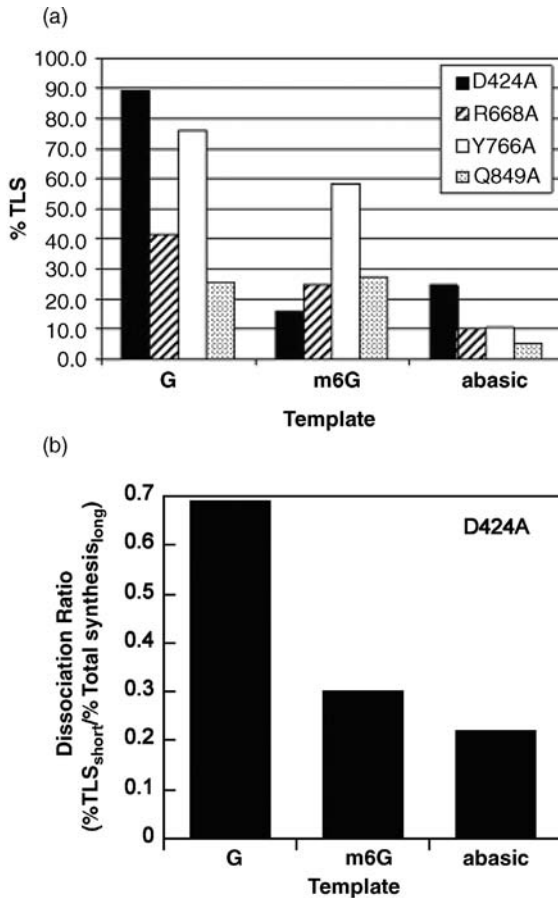 (a)
100.0
90.0
80.0
70.0
60.0
50.0
40.0
30.0
20.0
10.0
0.0
% TLS
D424A
R668A
Y766A
Q849A
G m6G abasic
Template
(b)
0.7
0.6
0.5
0.4
0.3
0.2
0.1
0
Dissociation Ratio
(%TLSshort/% Total synthesislong)
D424A
G m6G abasic
Template